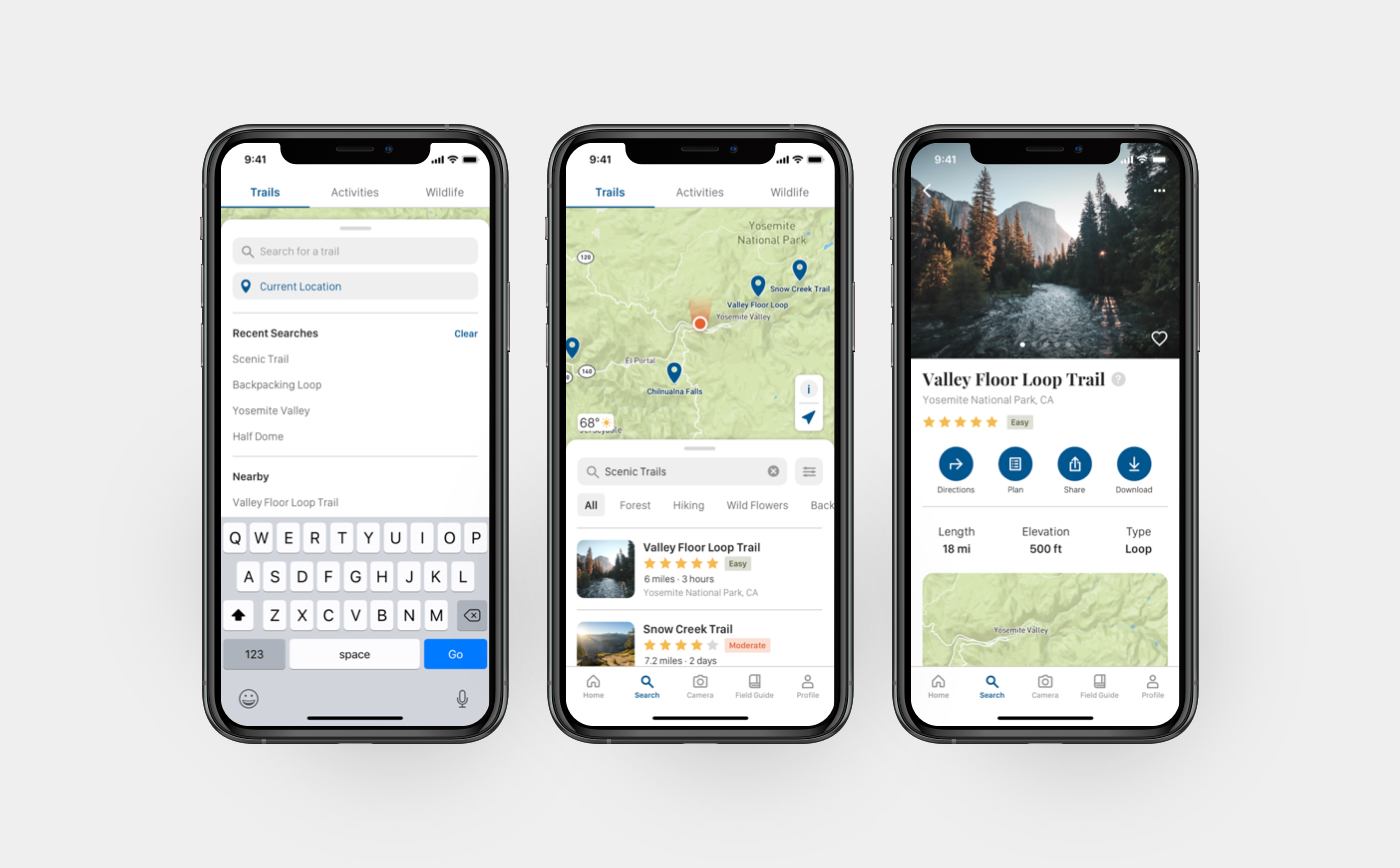 9:41
Trails Activities Wildlife
Search for a trail
Current Location
Recent Searches Clear
Scenic Trail
Backpacking Loop
Yosemite Valley
Half Dome
Nearby
Valley Floor Loop Trail
Q W E R T Y U I O P
A S D F G H J K L
Z X C V B N M
123 space Go
9:41
Trails Activities Wildlife
Yosemite
National Park
120
Snow Creek Trail
Valley Floor Loop
Yosemite Valley
El Portal
140
Chilnualna Falls
i
68°
Scenic Trails
All Forest Hiking Wild Flowers Back
Valley Floor Loop Trail
Easy
6 miles · 3 hours
Yosemite National Park, CA
Snow Creek Trail
Moderate
7.2 miles · 2 days
Home Search Camera Field Guide Profile
9:41
Valley Floor Loop Trail ?
Yosemite National Park, CA
Easy
Directions Plan Share Download
Length Elevation Type
18 mi 500 ft Loop
Yosemite Valley
Home Search Camera Field Guide Profile